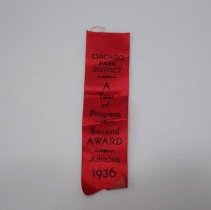 CHICAGO
PARK
DISTRICT
A
Year
of
Progress
Second
AWARD
JUNIORS
1936